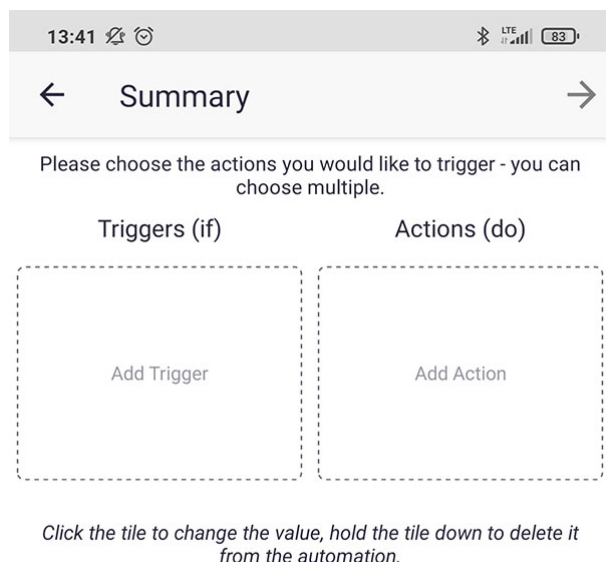 13:41
LTE
83
Summary
Please choose the actions you would like to trigger - you can
choose multiple.
Triggers (if)
Actions (do)
Add Trigger
Add Action
Click the tile to change the value, hold the tile down to delete it
from the automation.